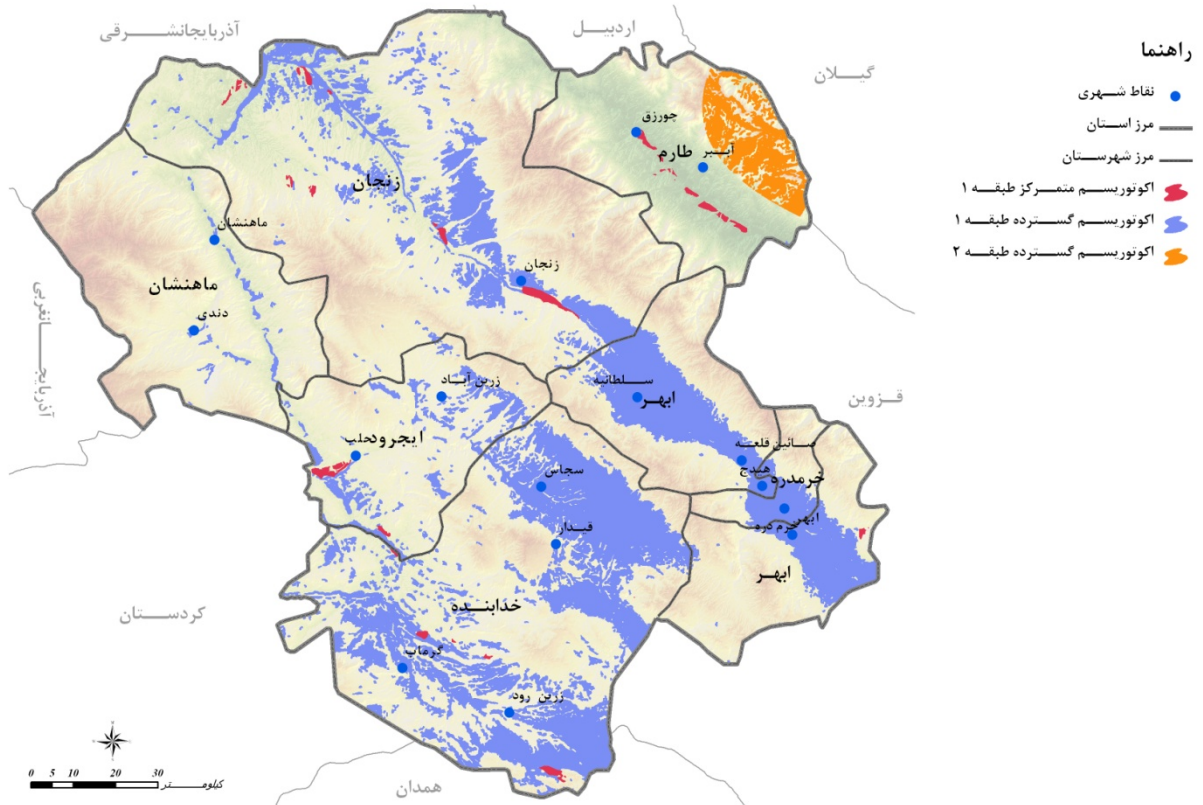 آذربایجانشرقی
اردبیل
گیلان
راهنما
نقاط شهری
مرز استان
مرز شهرستان
اکوتوریسم متمرکز طبقه ۱
اکوتوریسم گسترده طبقه ۱
اکوتوریسم گسترده طبقه ۲
چورزق
طارم
آببر
زنجان
ماهنشان
زنجان
ماهنشان
دندی
آذربایجانغربی
قزوین
زرین آباد
سلطانیه
ابهر
ایجرود
حلب
صائین قلعه
هیدج
خرمدره
سجاس
ابهر
خرم دره
قیدار
ابهر
خدابنده
کردستان
گرماب
زرین رود
همدان
0 5 10 20 30
کیلومتر